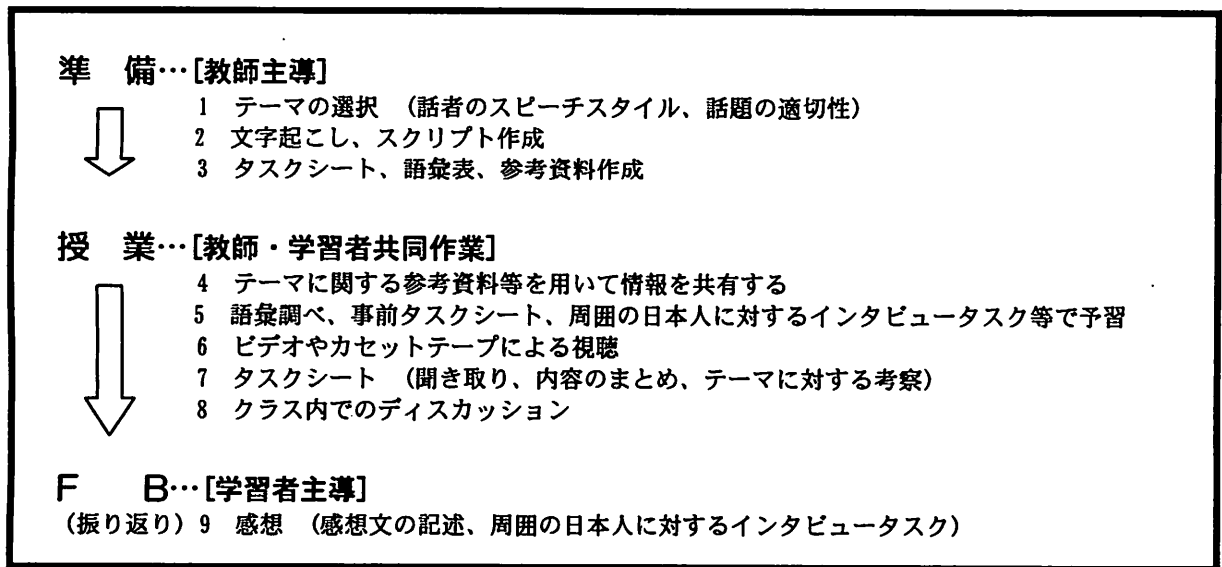 準　備…[教師主導]
1　テーマの選択　(話者のスピーチスタイル、話題の適切性)
2　文字起こし、スクリプト作成
3　タスクシート、語彙表、参考資料作成
授　業…[教師・学習者共同作業]
4　テーマに関する参考資料等を用いて情報を共有する
5　語彙調べ、事前タスクシート、周囲の日本人に対するインタビュータスク等で予習
6　ビデオやカセットテープによる視聴
7　タスクシート　(聞き取り、内容のまとめ、テーマに対する考察)
8　クラス内でのディスカッション
F　B…[学習者主導]
(振り返り) 9　感想　(感想文の記述、周囲の日本人に対するインタビュータスク)